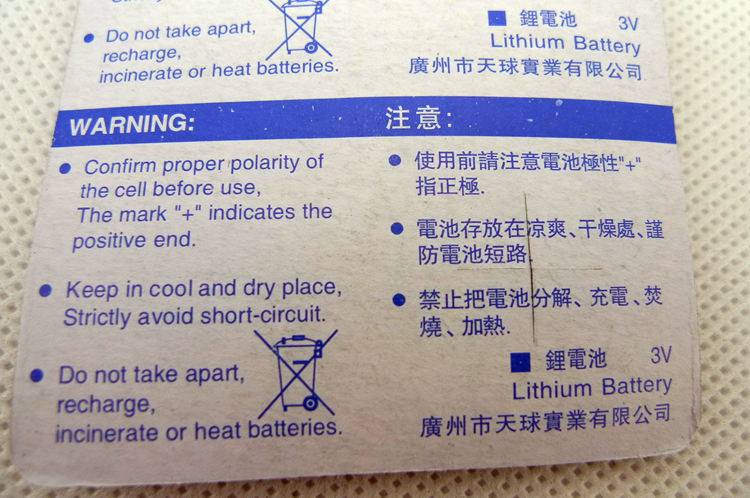 Do not take apart,
recharge,
incinerate or heat batteries.
■ 鋰電池 3V
Lithium Battery
廣州市天球實業有限公司
WARNING:
注意:
● Confirm proper polarity of
the cell before use,
The mark "+" indicates the
positive end.
● Keep in cool and dry place,
Strictly avoid short-circuit.
● Do not take apart,
recharge,
incinerate or heat batteries.
● 使用前請注意電池極性"+"
指正極.
● 電池存放在凉爽、干燥處、謹
防電池短路.
● 禁止把電池分解、充電、焚
燒、加熱.
■ 鋰電池 3V
Lithium Battery
廣州市天球實業有限公司